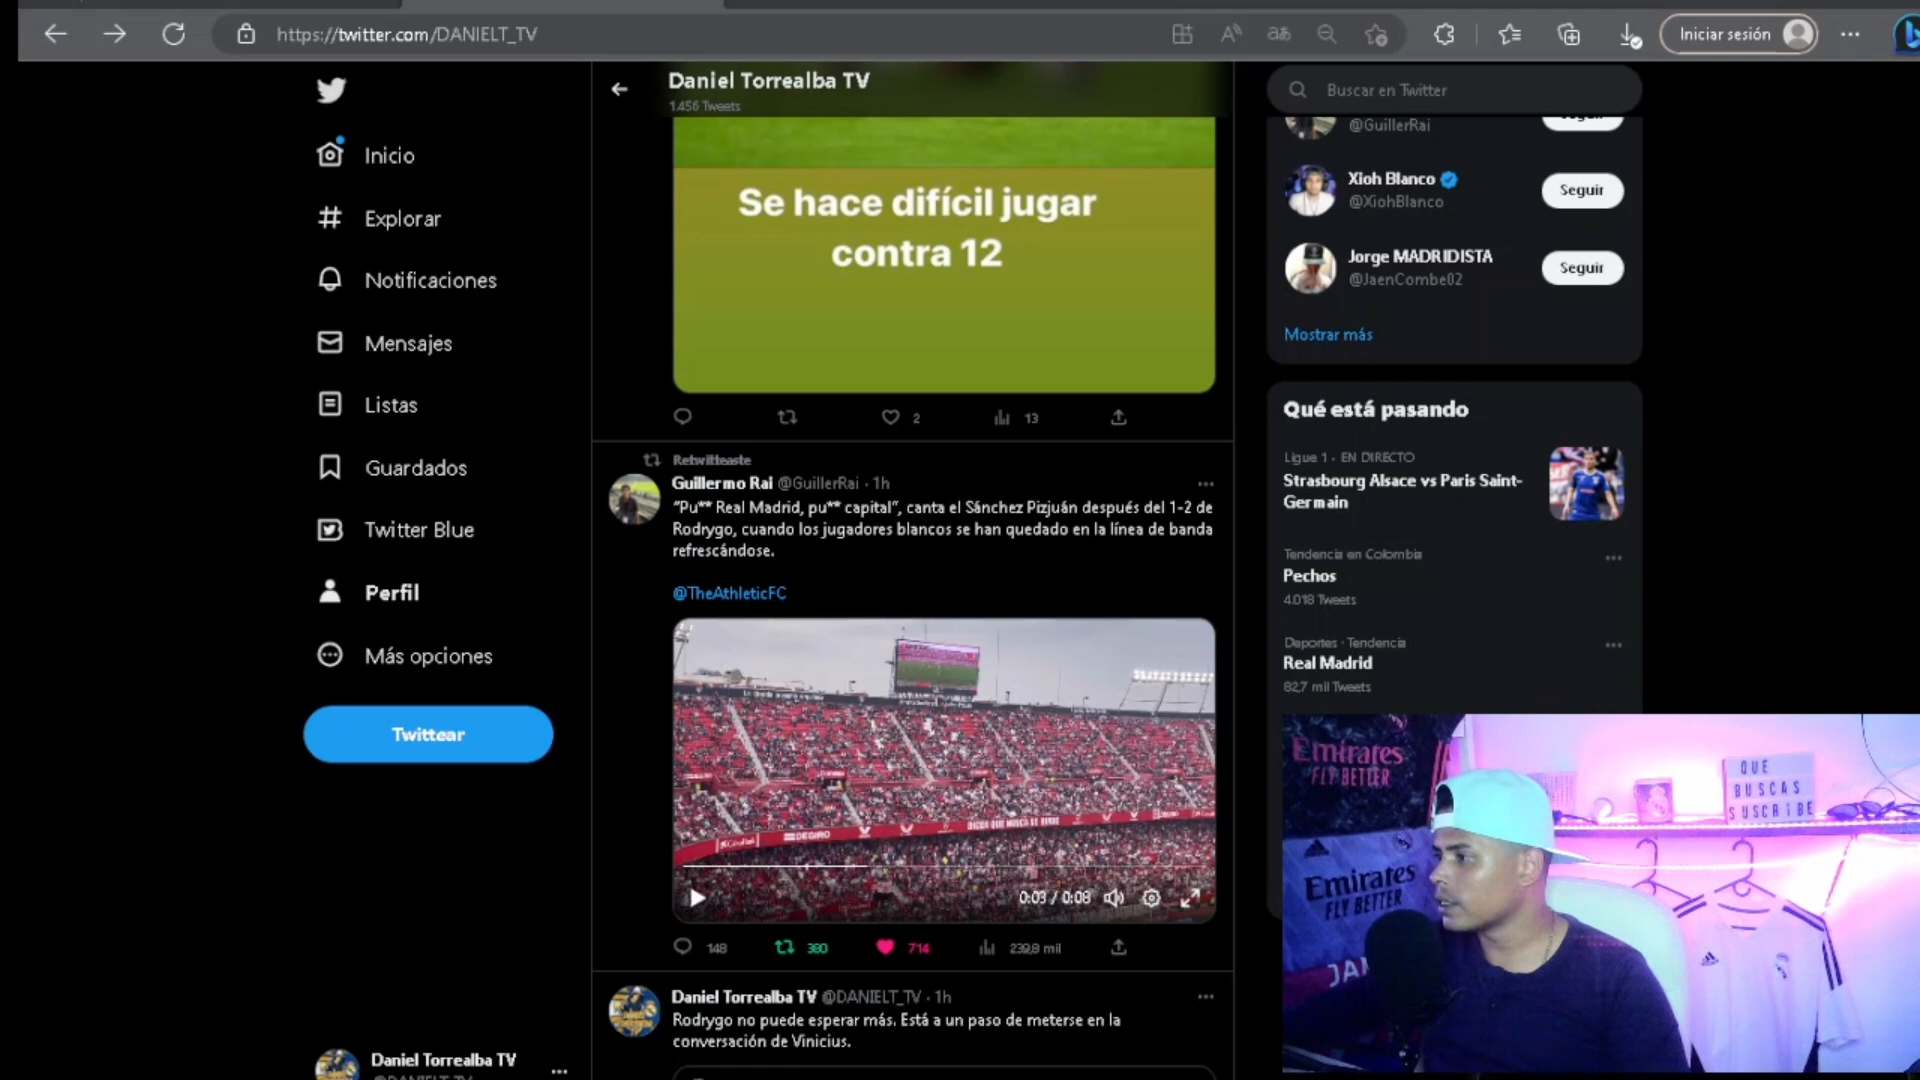 https://twitter.com/DANIELT_TV
Iniciar sesión
Inicio
Explorar
Notificaciones
Mensajes
Listas
Guardados
Twitter Blue
Perfil
Más opciones
Twittear
Daniel Torrealba TV
Daniel Torrealba TV
1.456 Tweets
Se hace difícil jugar
contra 12
2
13
Retwitteaste
Guillermo Rai @GuillerRai · 1h
"Pu** Real Madrid, pu** capital", canta el Sánchez Pizjuán después del 1-2 de
Rodrygo, cuando los jugadores blancos se han quedado en la línea de banda
refrescándose.
@TheAthleticFC
DEGIRO
0:03 / 0:08
148
380
714
239,8 mil
Daniel Torrealba TV @DANIELT_TV · 1h
Rodrygo no puede esperar más. Está a un paso de meterse en la
conversación de Vinicius.
Buscar en Twitter
@GuillerRai
Xioh Blanco
@XiohBlanco
Seguir
Jorge MADRIDISTA
@JaenCombe02
Seguir
Mostrar más
Qué está pasando
Ligue 1 · EN DIRECTO
Strasbourg Alsace vs Paris Saint-
Germain
Tendencia en Colombia
Pechos
4.018 Tweets
Deportes · Tendencia
Real Madrid
82,7 mil Tweets
Emirates
FLY BETTER
Emirates
FLY BETTER
QUE
BUSCAS
SUSCRIBE